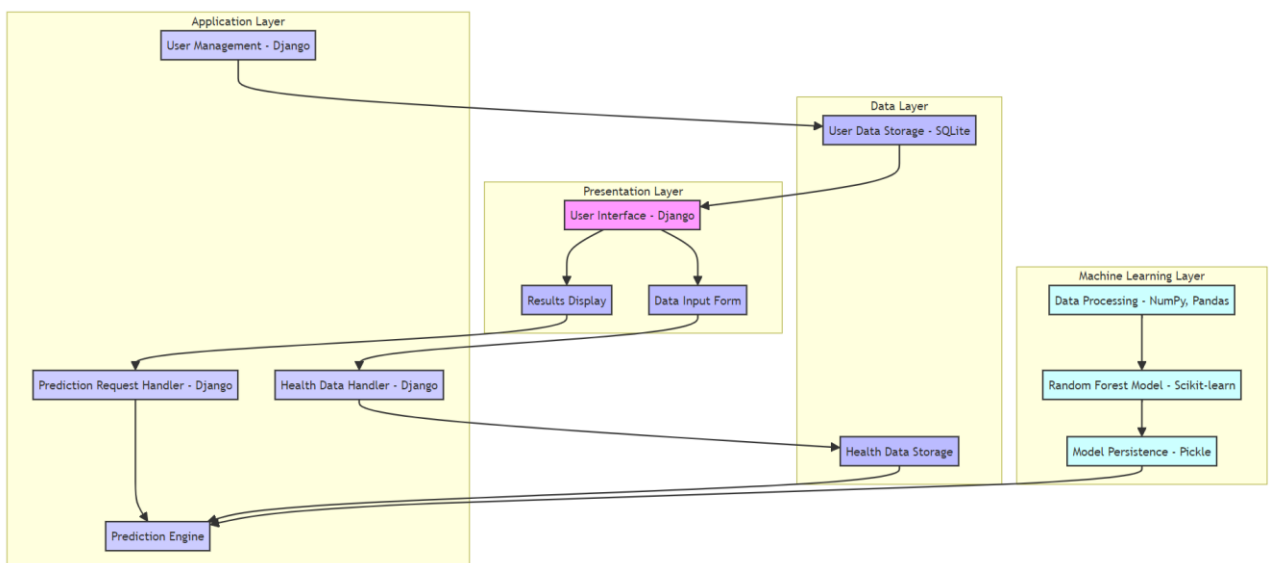 Application Layer
User Management - Django
Data Layer
User Data Storage - SQLite
Presentation Layer
User Interface - Django
Machine Learning Layer
Results Display
Data Input Form
Data Processing - NumPy, Pandas
Prediction Request Handler - Django
Health Data Handler - Django
Random Forest Model - Scikit-learn
Health Data Storage
Model Persistence - Pickle
Prediction Engine